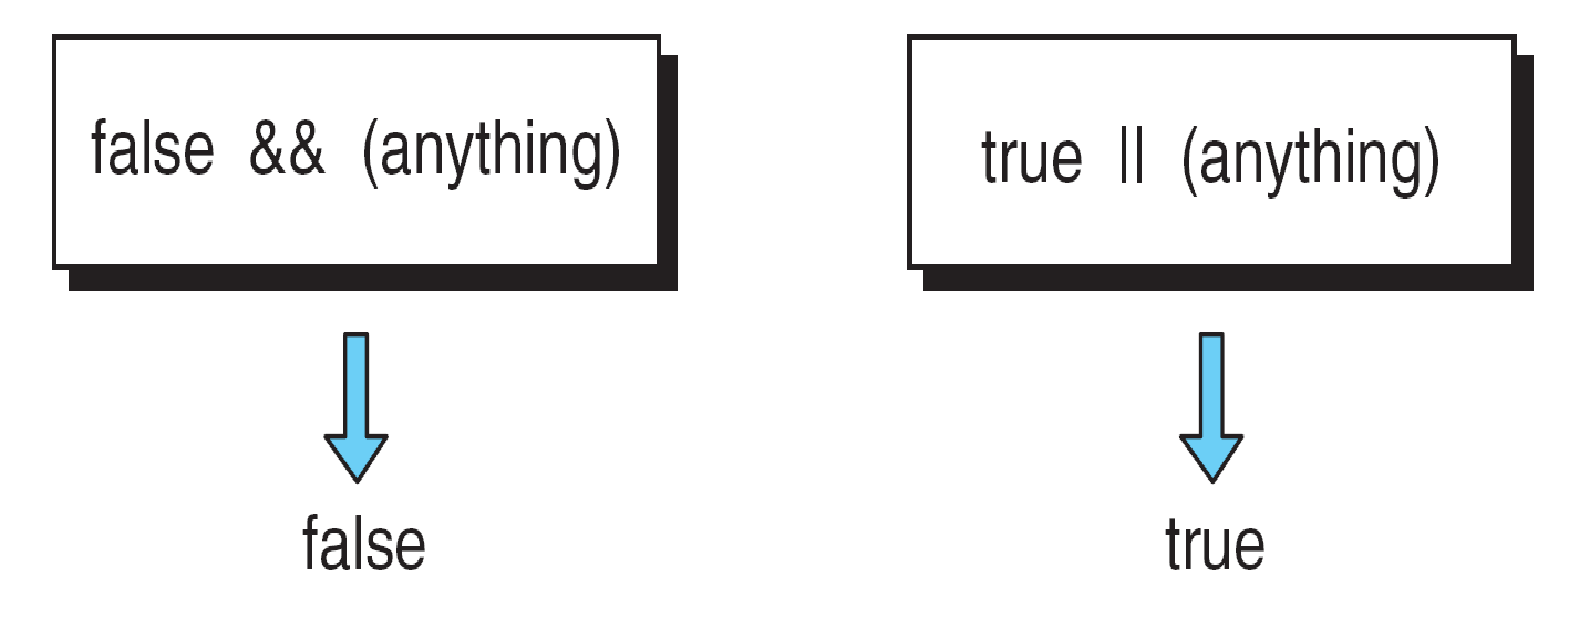 false && (anything)
true || (anything)
false
true